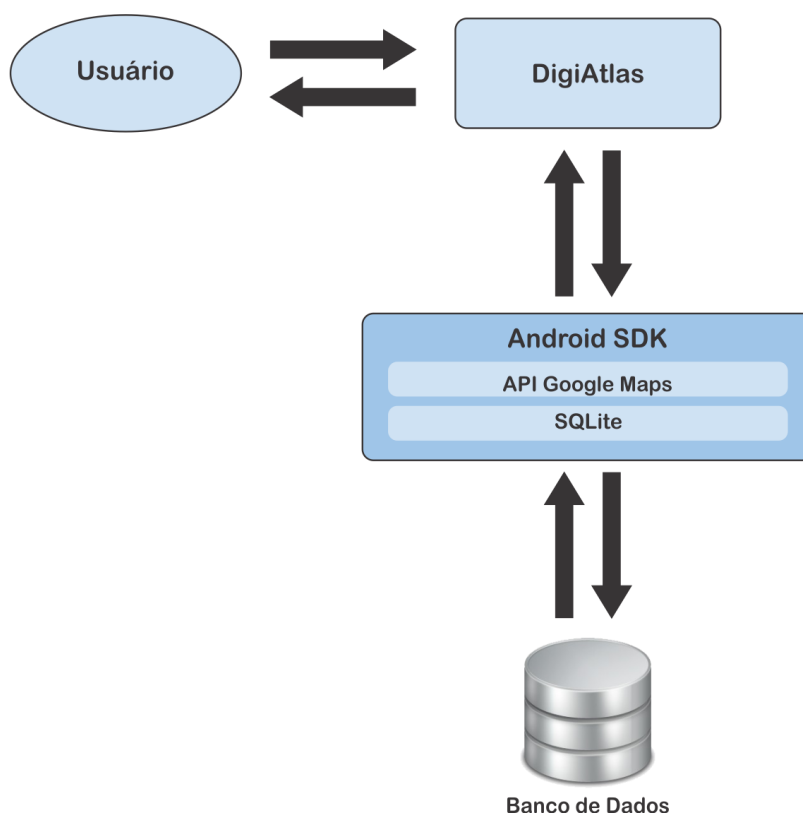 Usuário
DigiAtlas
Android SDK
API Google Maps
SQLite
Banco de Dados